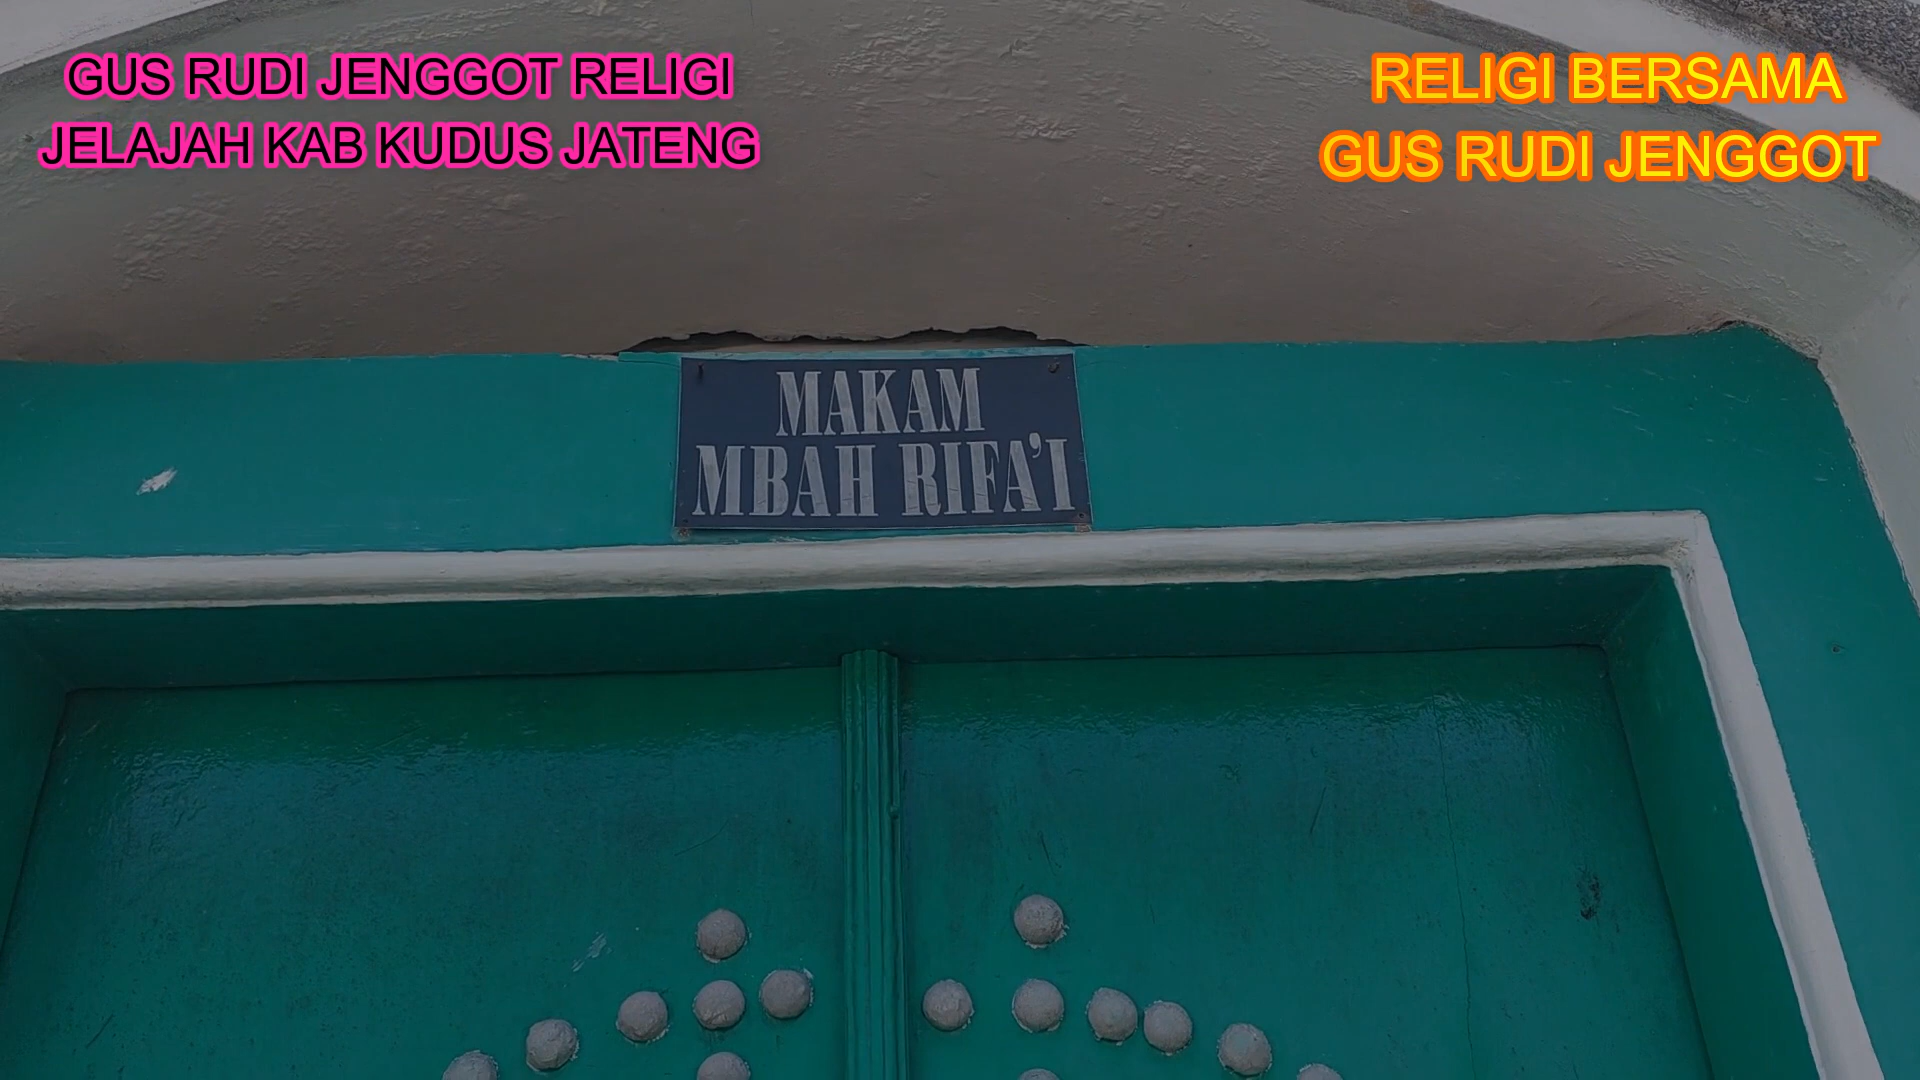 GUS RUDI JENGGOT RELIGI
JELAJAH KAB KUDUS JATENG
RELIGI BERSAMA
GUS RUDI JENGGOT
MAKAM
MBAH RIFA'I